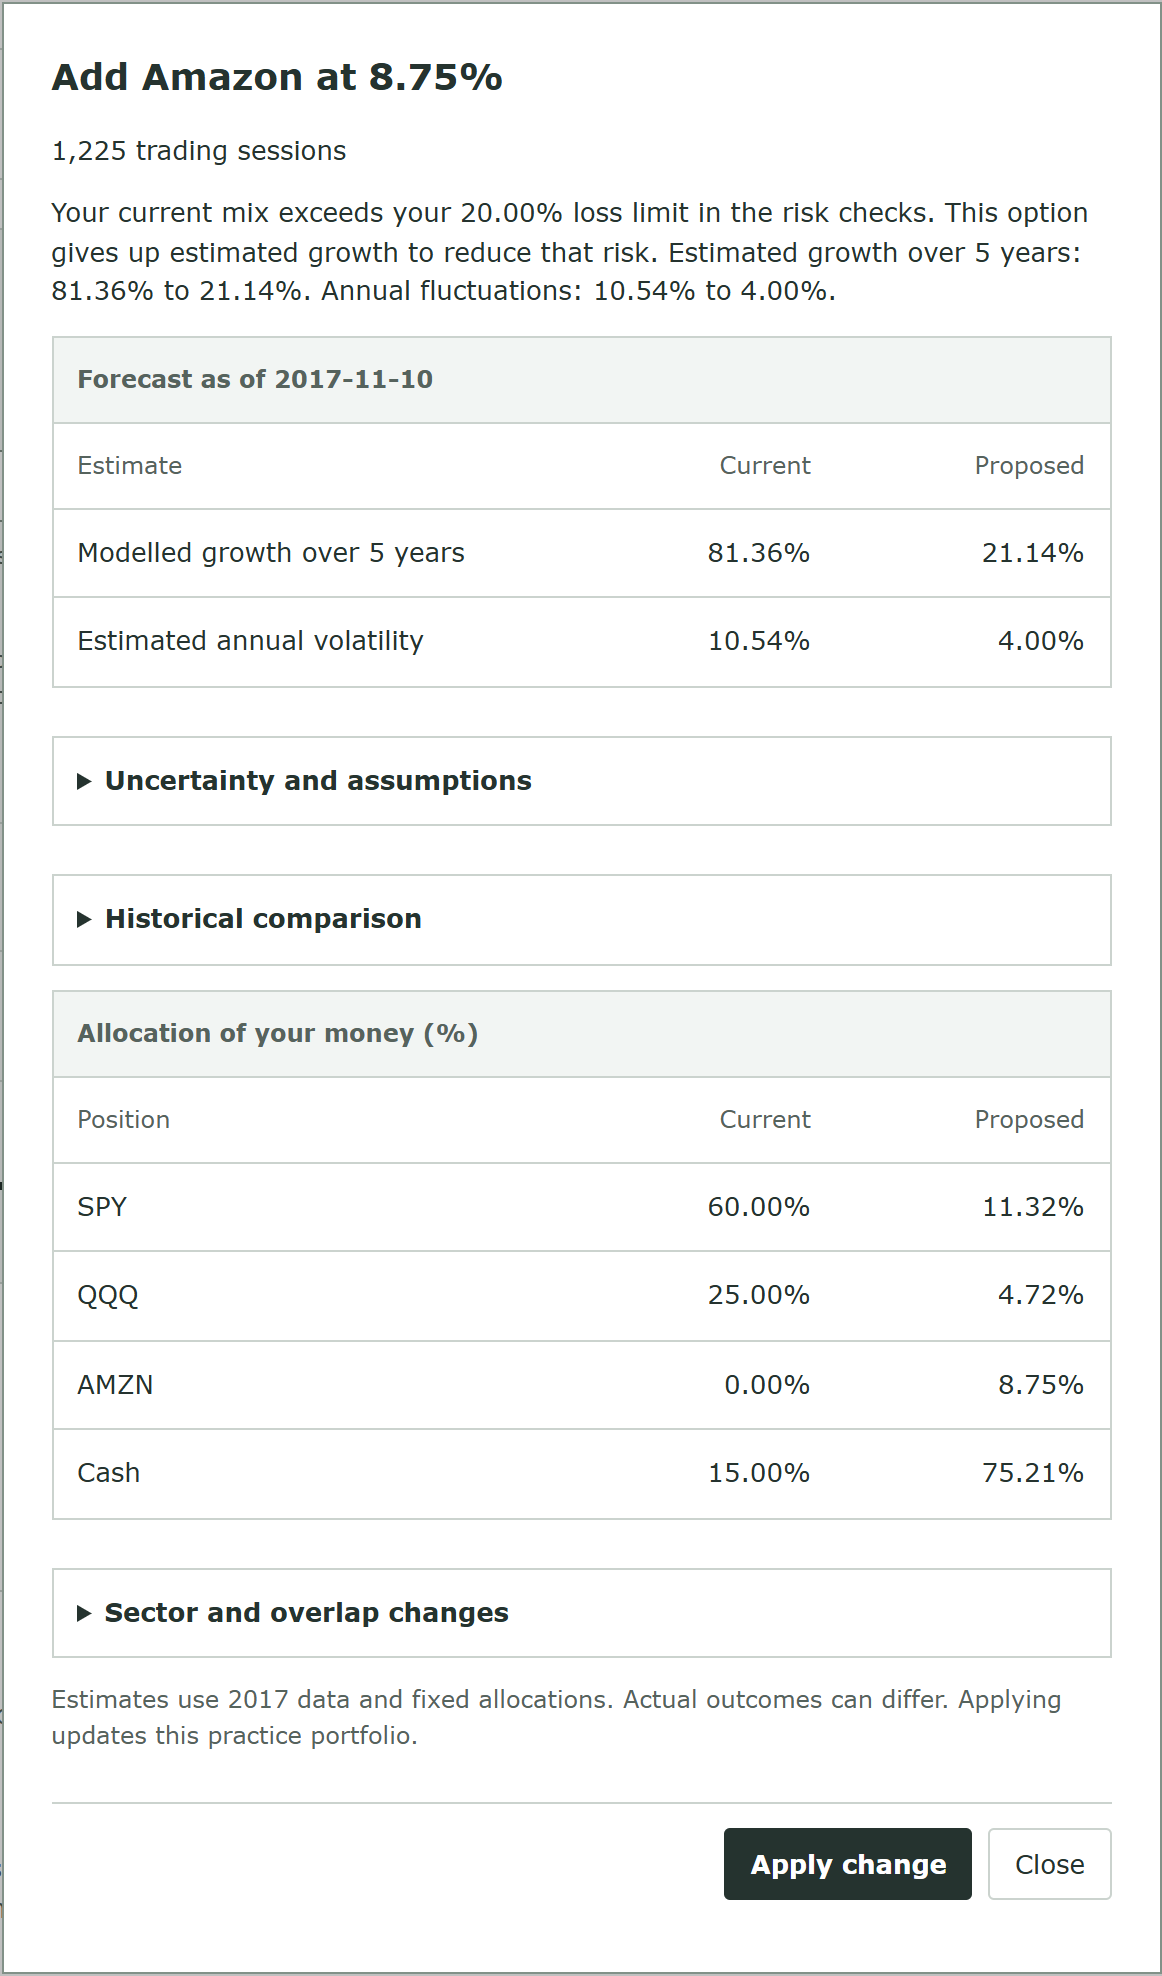 Add Amazon at 8.75%
1,225 trading sessions
Your current mix exceeds your 20.00% loss limit in the risk checks. This option
gives up estimated growth to reduce that risk. Estimated growth over 5 years:
81.36% to 21.14%. Annual fluctuations: 10.54% to 4.00%.
Forecast as of 2017-11-10
Estimate Current Proposed
Modelled growth over 5 years 81.36% 21.14%
Estimated annual volatility 10.54% 4.00%
Uncertainty and assumptions
Historical comparison
Allocation of your money (%)
Position Current Proposed
SPY 60.00% 11.32%
QQQ 25.00% 4.72%
AMZN 0.00% 8.75%
Cash 15.00% 75.21%
Sector and overlap changes
Estimates use 2017 data and fixed allocations. Actual outcomes can differ. Applying
updates this practice portfolio.
Apply change Close